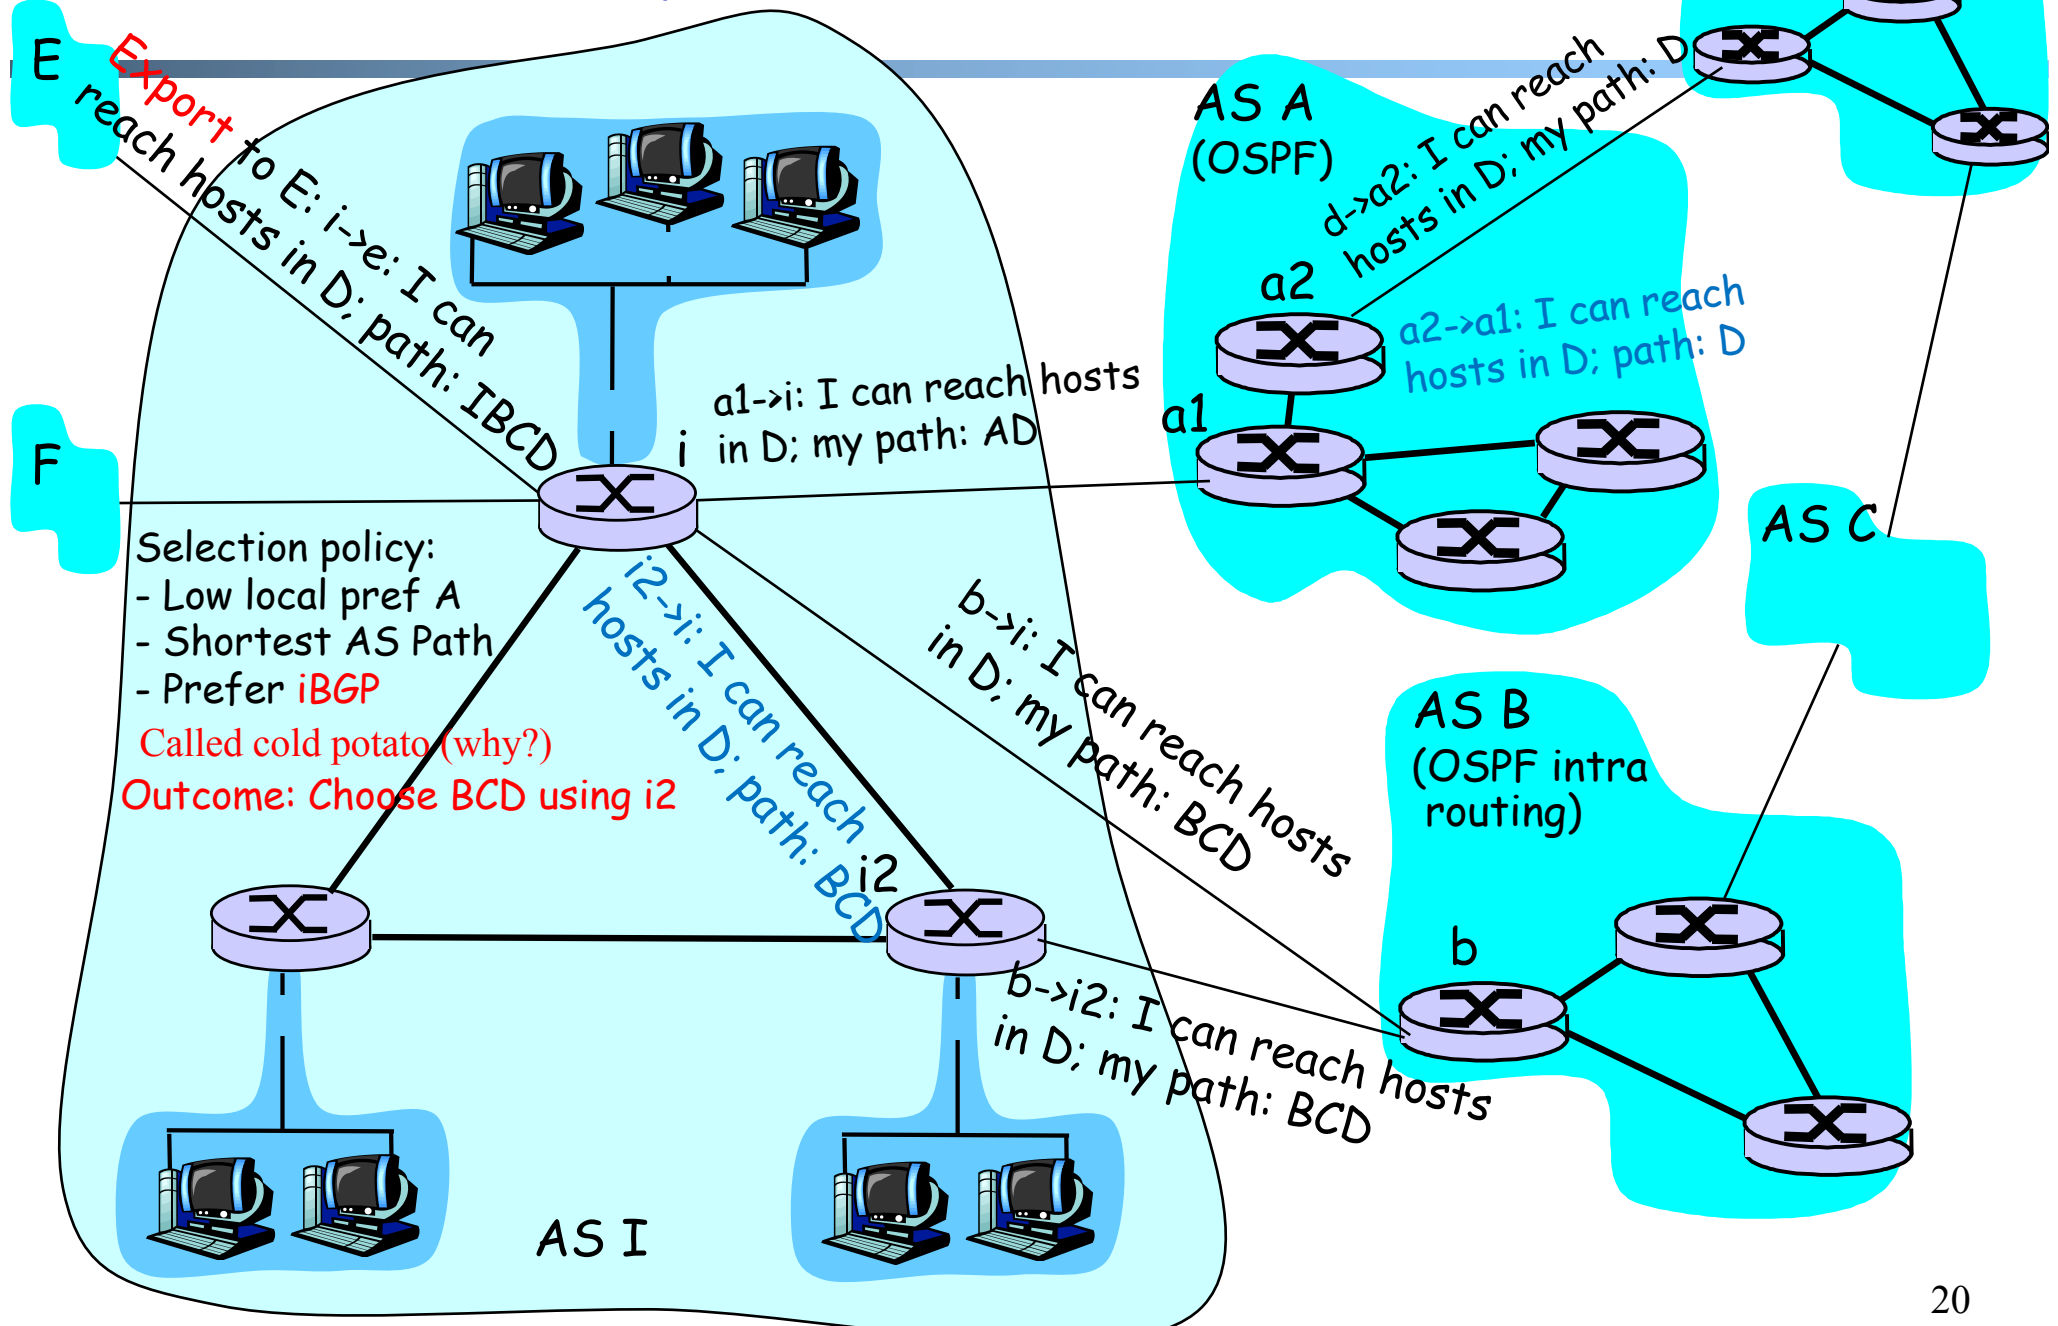 E
Export to E: i->e: I can
reach hosts in D; path: IBCD
F
i
a1->i: I can reach hosts
in D; my path: AD
AS A
(OSPF)
d->a2: I can reach
hosts in D; my path: D
a2
a2->a1: I can reach
hosts in D; path: D
a1
AS C
Selection policy:
- Low local pref A
- Shortest AS Path
- Prefer iBGP
Called cold potato (why?)
Outcome: Choose BCD using i2
i2->i: I can reach
hosts in D; path: BCD
i2
b->i: I can reach hosts
in D; my path: BCD
b->i2: I can reach hosts
in D; my path: BCD
AS B
(OSPF intra
routing)
b
AS I
20